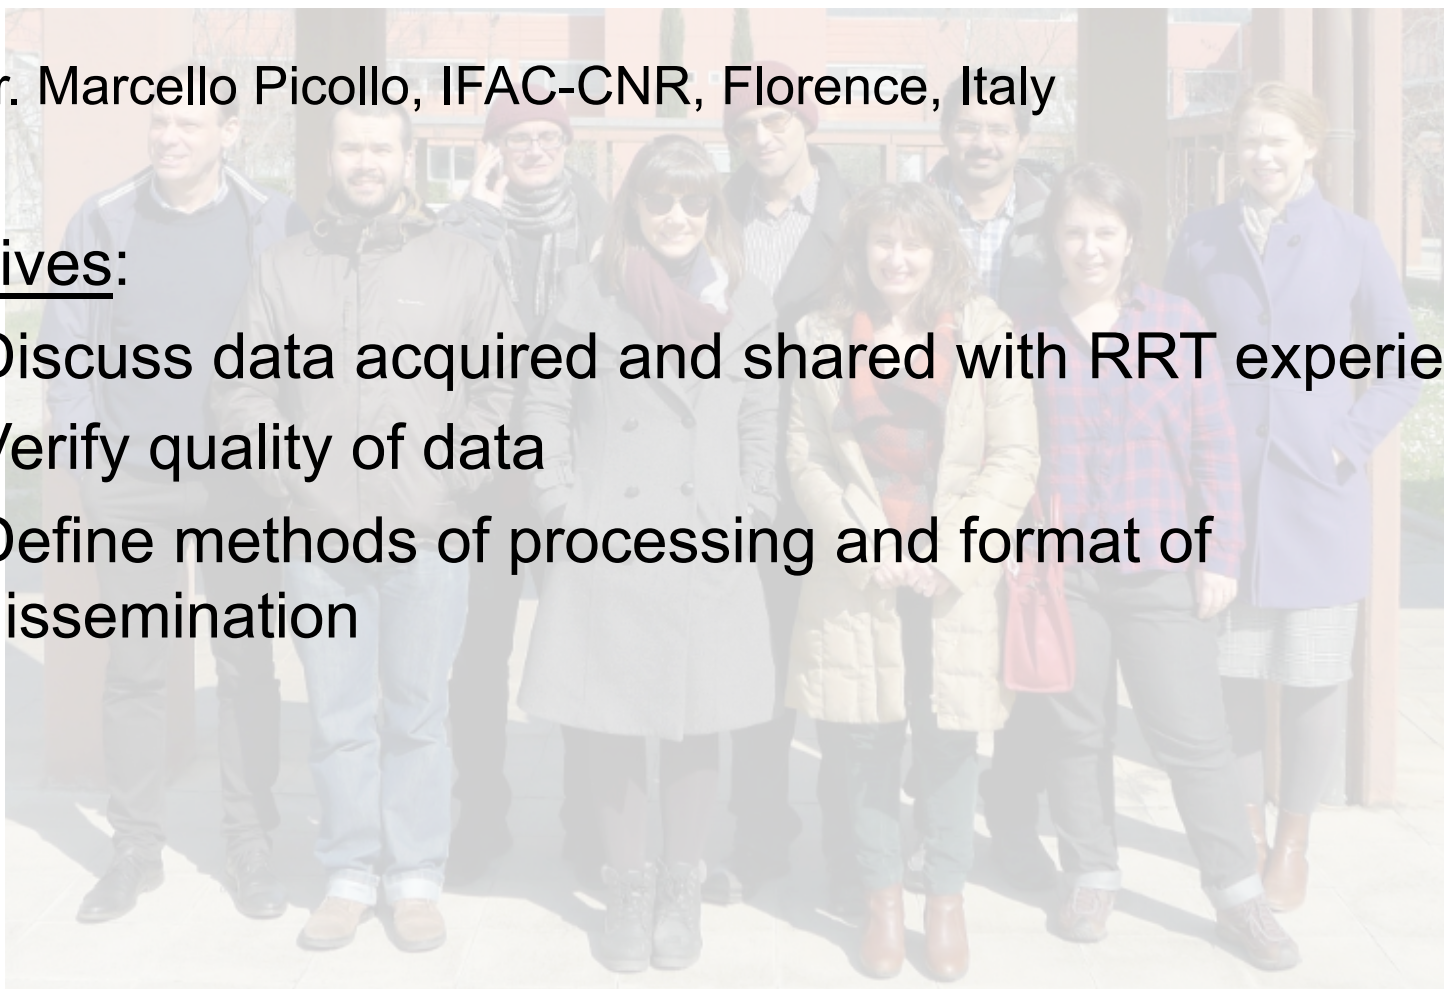 r. Marcello Picollo, IFAC-CNR, Florence, Italy
ives:
Discuss data acquired and shared with RRT experie
Verify quality of data
Define methods of processing and format of
issemination